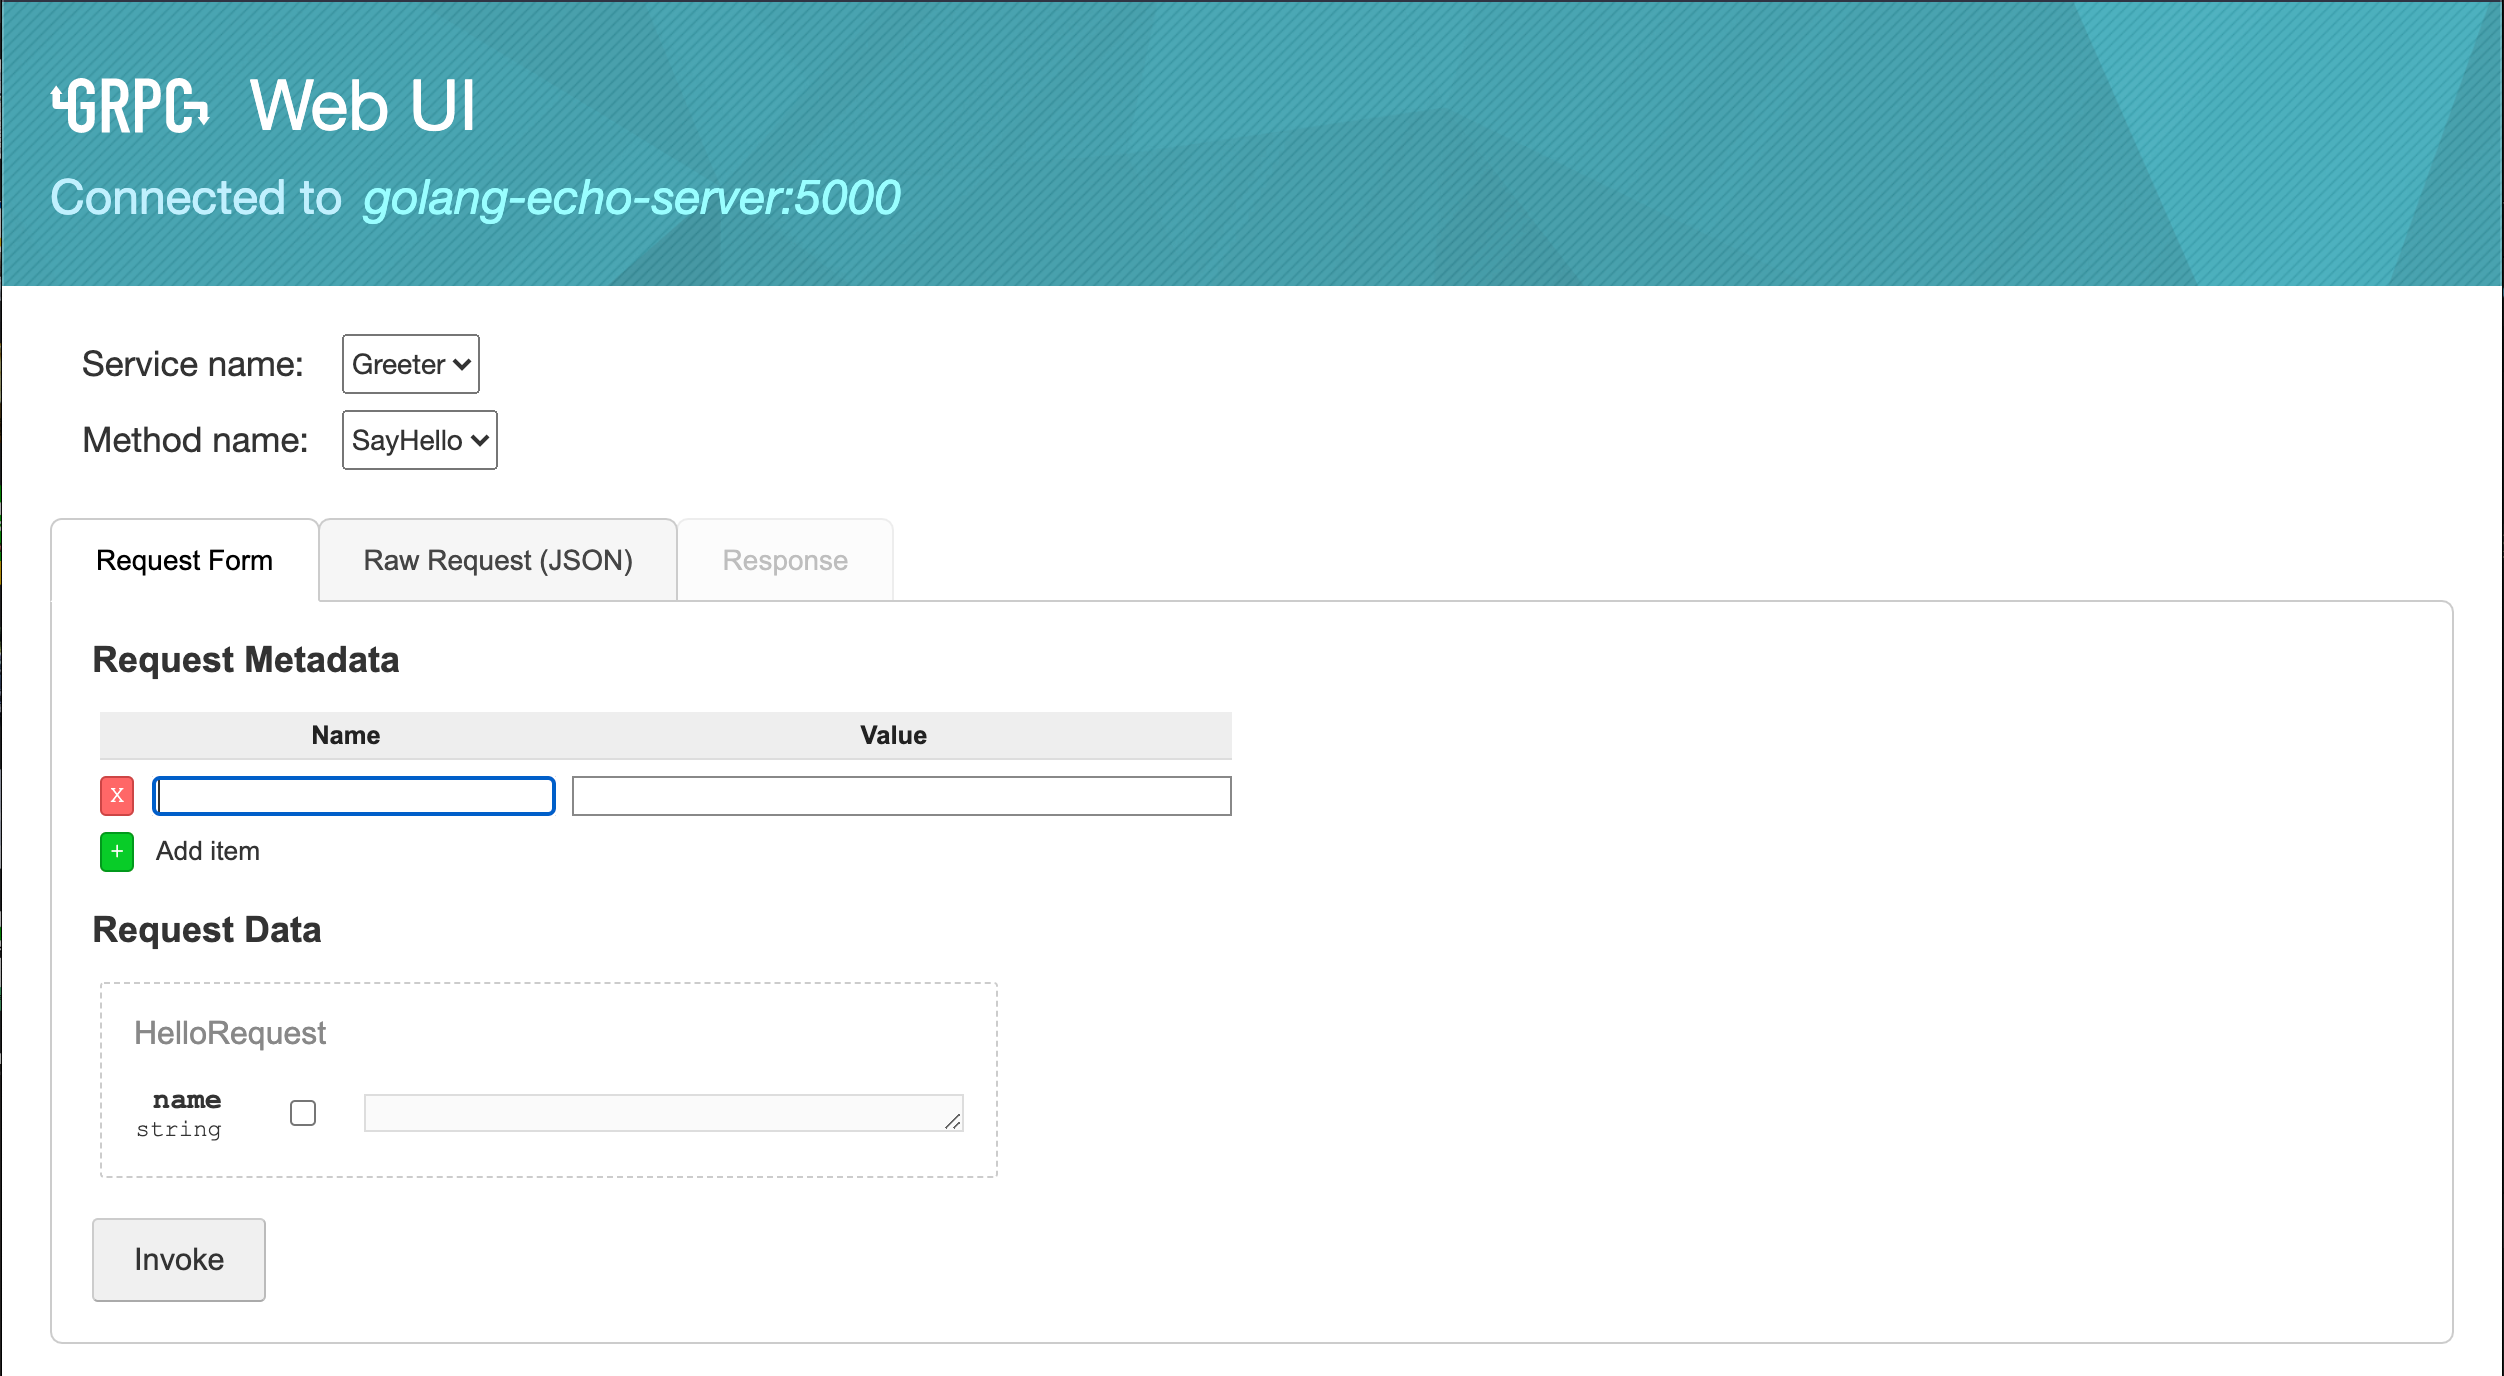 GRPC Web UI
Connected to golang-echo-server:5000
Service name: Greeter
Method name: SayHello
Request Form Raw Request (JSON) Response
Request Metadata
Name Value
X
+ Add item
Request Data
HelloRequest
name
string
Invoke